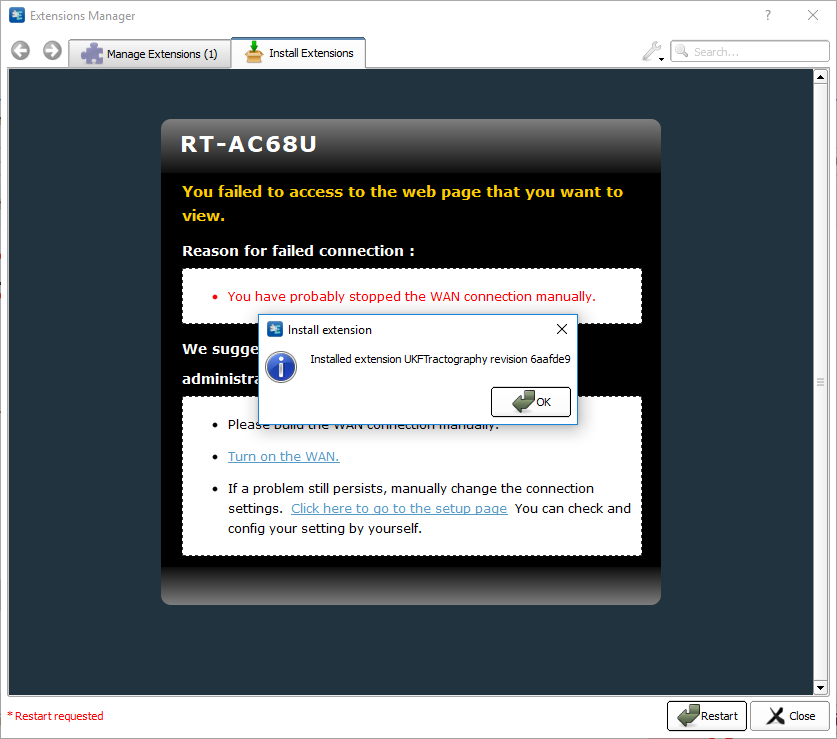 Extensions Manager
?
Manage Extensions (1)
Install Extensions
Search...
RT-AC68U
You failed to access to the web page that you want to
view.
Reason for failed connection :
You have probably stopped the WAN connection manually.
We sugge
administra
Install extension
Installed extension UKFTractography revision 6aafde9
OK
Please build the WAN connection manually.
Turn on the WAN.
If a problem still persists, manually change the connection
settings. Click here to go to the setup page You can check and
config your setting by yourself.
* Restart requested
Restart
Close